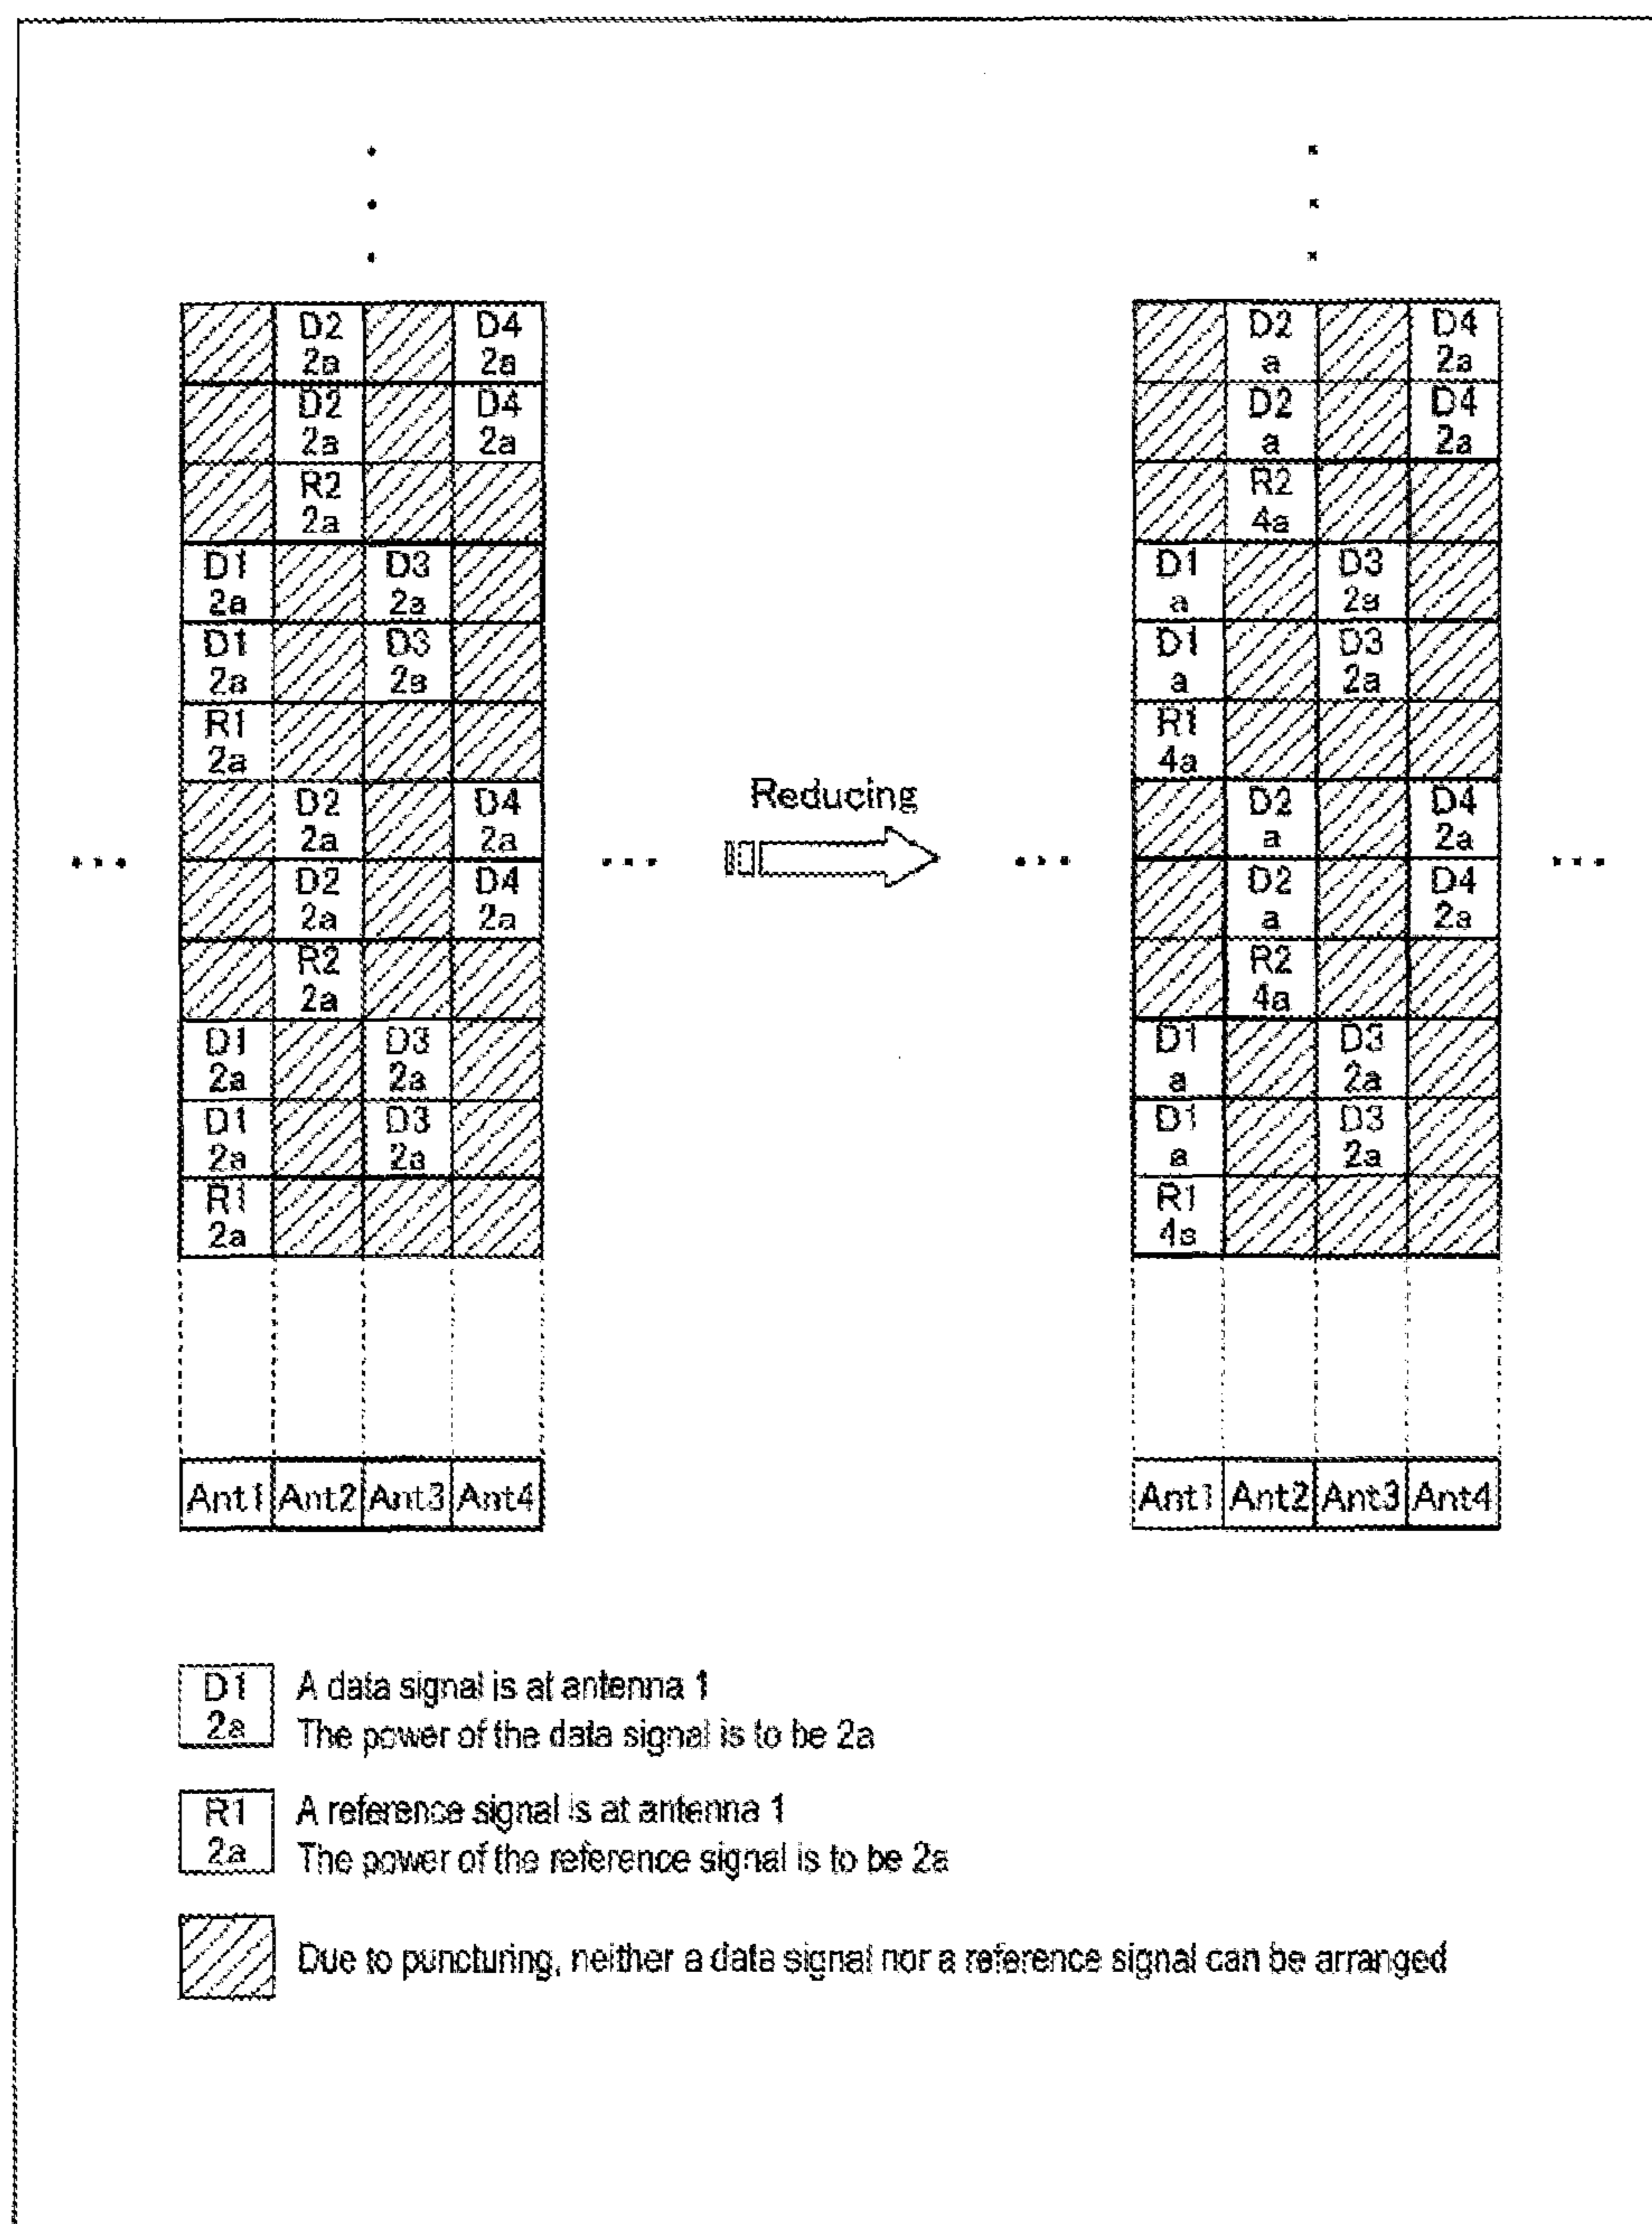 D2 D4 D2 D4
2a 2a a 2a
D2 D4 D2 D4
2a 2a a 2a
R2 R2
2a 4a
D1 D3 D1 D3
2a 2a a 2a
D1 D3 D1 D3
2a 2a a 2a
R1 R1
2a 4a
D2 D4 Reducing D2 D4
2a 2a a 2a
D2 D4 D2 D4
2a 2a a 2a
R2 R2
2a 4a
D1 D3 D1 D3
2a 2a a 2a
D1 D3 D1 D3
2a 2a a 2a
R1 R1
2a 4a
Ant1 Ant2 Ant3 Ant4 Ant1 Ant2 Ant3 Ant4
D1 A data signal is at antenna 1
2a The power of the data signal is to be 2a
R1 A reference signal is at antenna 1
2a The power of the reference signal is to be 2a
Due to puncturing, neither a data signal nor a reference signal can be arranged